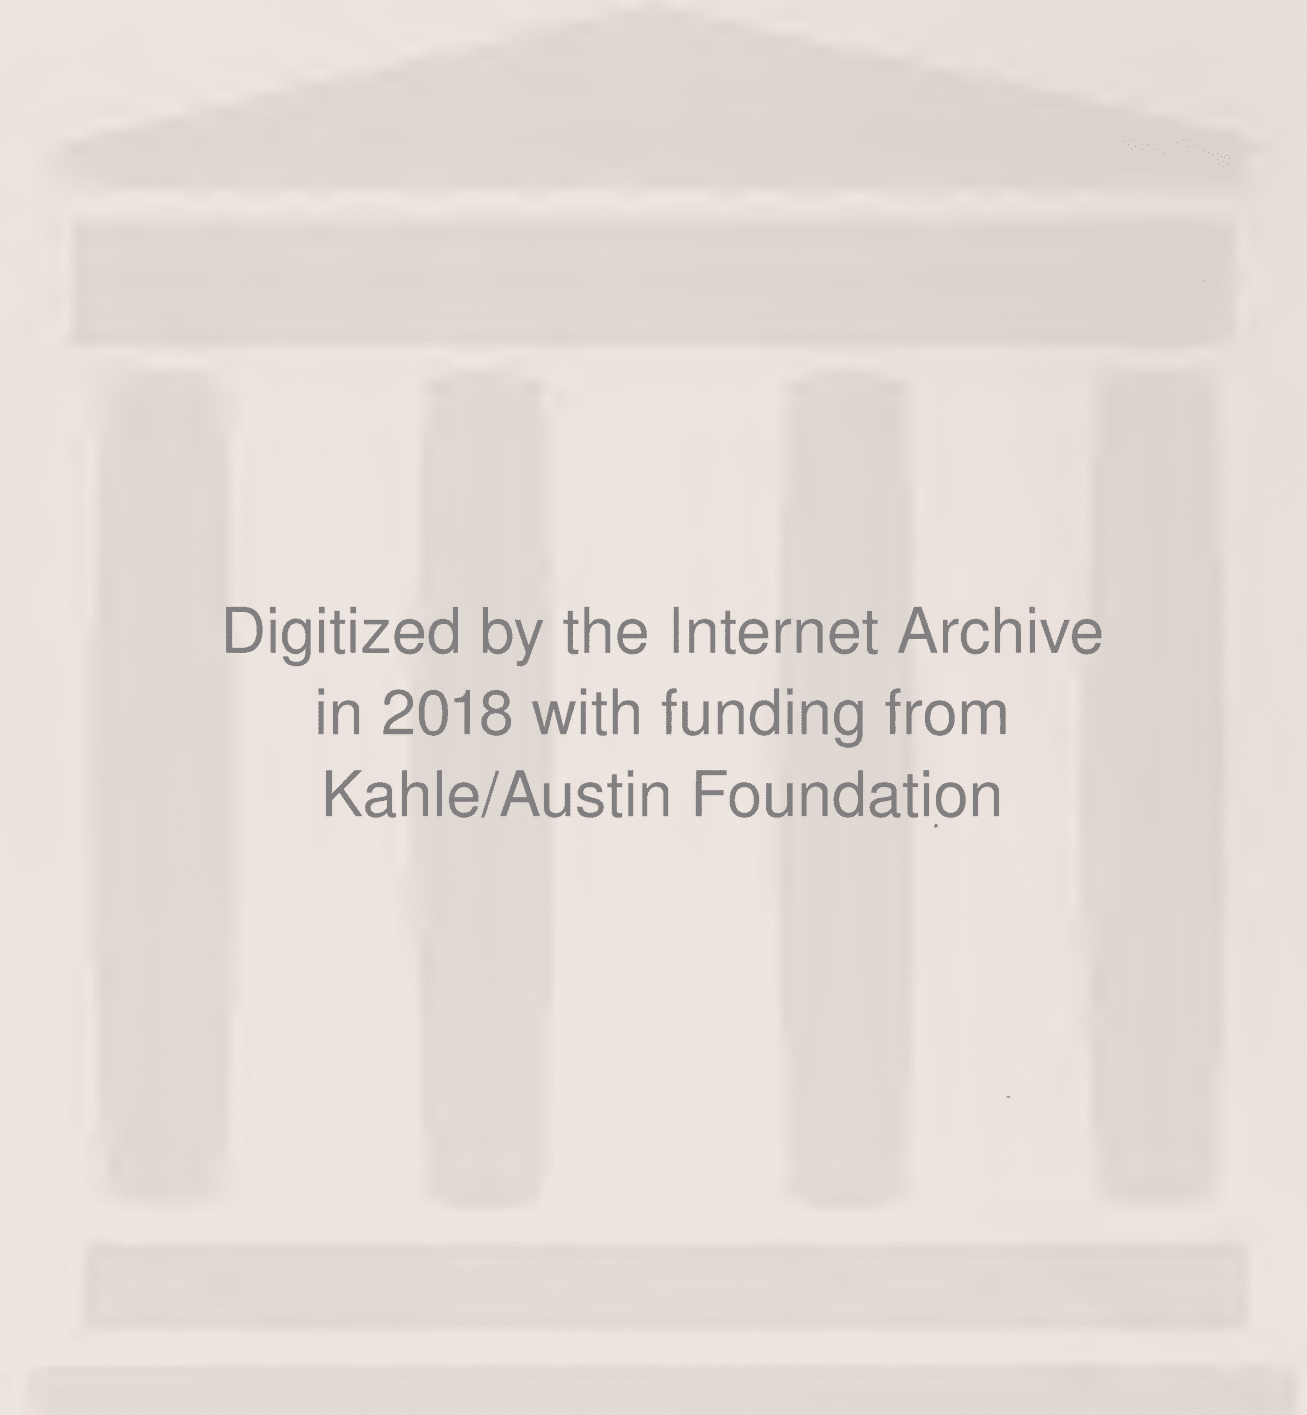 Digitized by the Internet Archive
in 2018 with funding from
Kahle/Austin Foundation